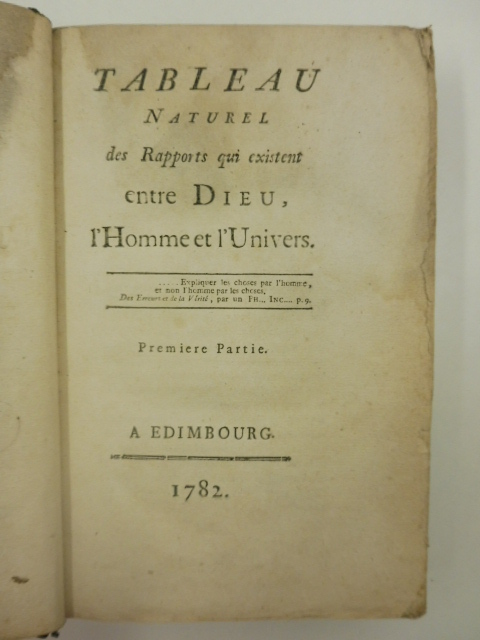 TABLEAU
NATUREL
des Rapports qui existent
entre DIEU,
l'Homme et l'Univers.
.....Expliquer les choses par l'homme,
et non l'homme par les choses.
Des Erreurs et de la Vérité, par un PH... INC.... p. 9.
Premiere Partie.
A EDIMBOURG.
1782.